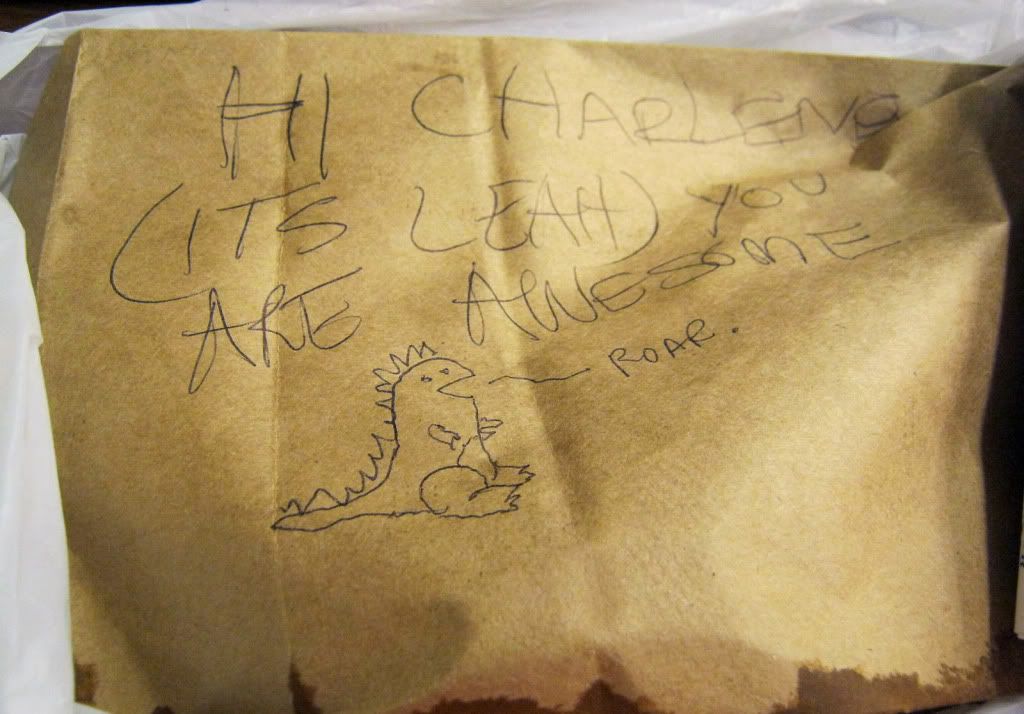 HI CHARLENE
(ITS LEAH) YOU
ARE AWESOME
ROAR.